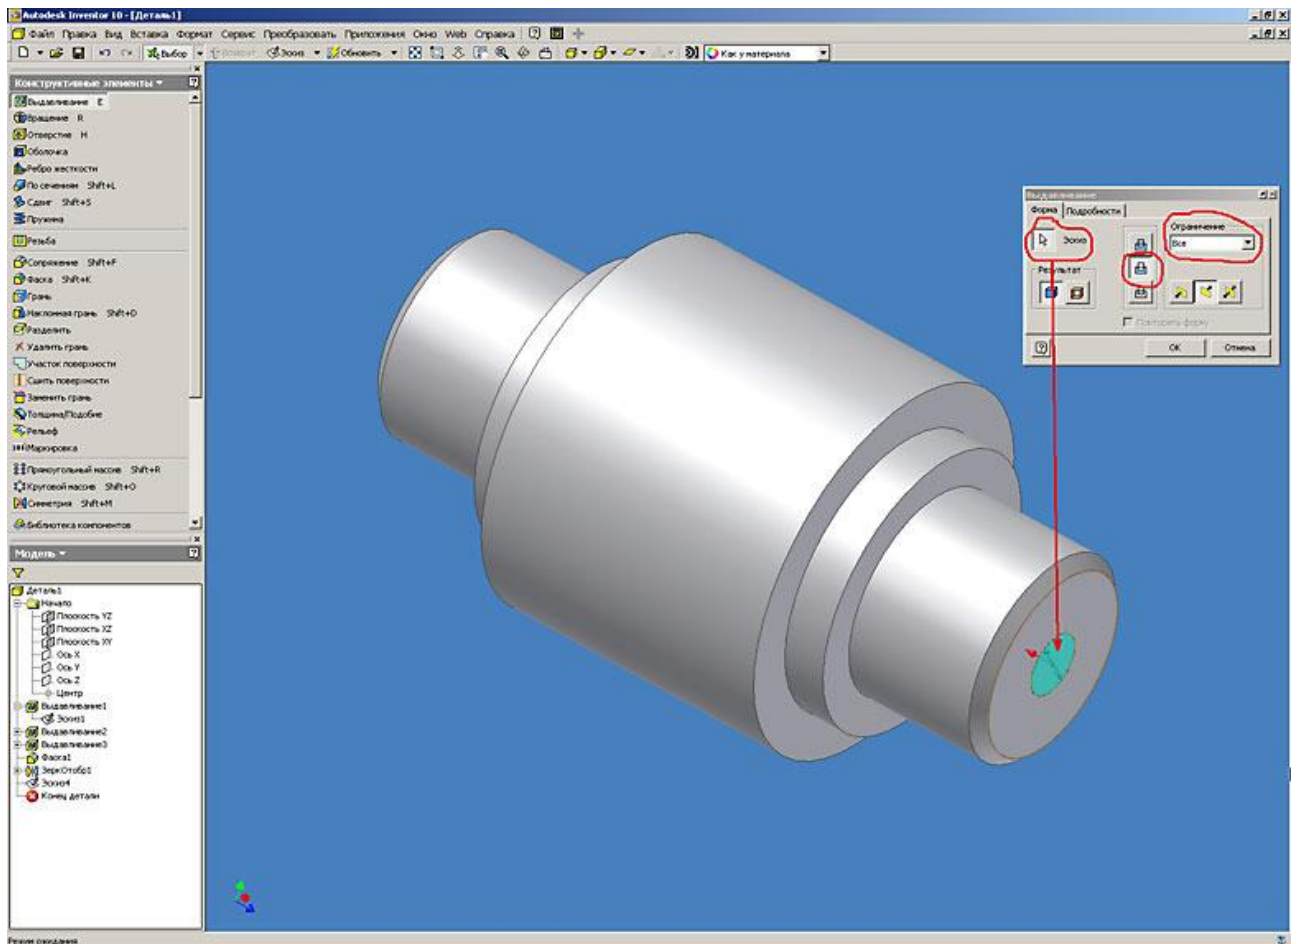 Autodesk Inventor 10 - [Деталь1]
Файл Правка Вид Вставка Формат Сервис Преобразовать Приложения Окно Web Справка
Выбор Возврат Эскиз Обновить Как у материала
Конструктивные элементы
Выдавливание E
Вращение R
Отверстие H
Оболочка
Ребро жесткости
По сечениям Shift+L
Сдвиг Shift+S
Пружина
Резьба
Сопряжение Shift+F
Фаска Shift+K
Грань
Наклонная грань Shift+D
Разделить
Удалить грань
Участок поверхности
Сшить поверхности
Заменить грань
Толщина/Подобие
Рельеф
Маркировка
Прямоугольный массив Shift+R
Круговой массив Shift+O
Симметрия Shift+M
Библиотека компонентов
Модель
Деталь1
Начало
Плоскость YZ
Плоскость XZ
Плоскость XY
Ось X
Ось Y
Ось Z
Центр
Выдавливание1
Эскиз1
Выдавливание2
Выдавливание3
Фаска1
ЗеркОтобр1
Эскиз4
Конец детали
Режим ожидания
Выдавливание
Форма Подробности
Эскиз
Ограничение
Все
Результат
Повторить форму
OK Отмена